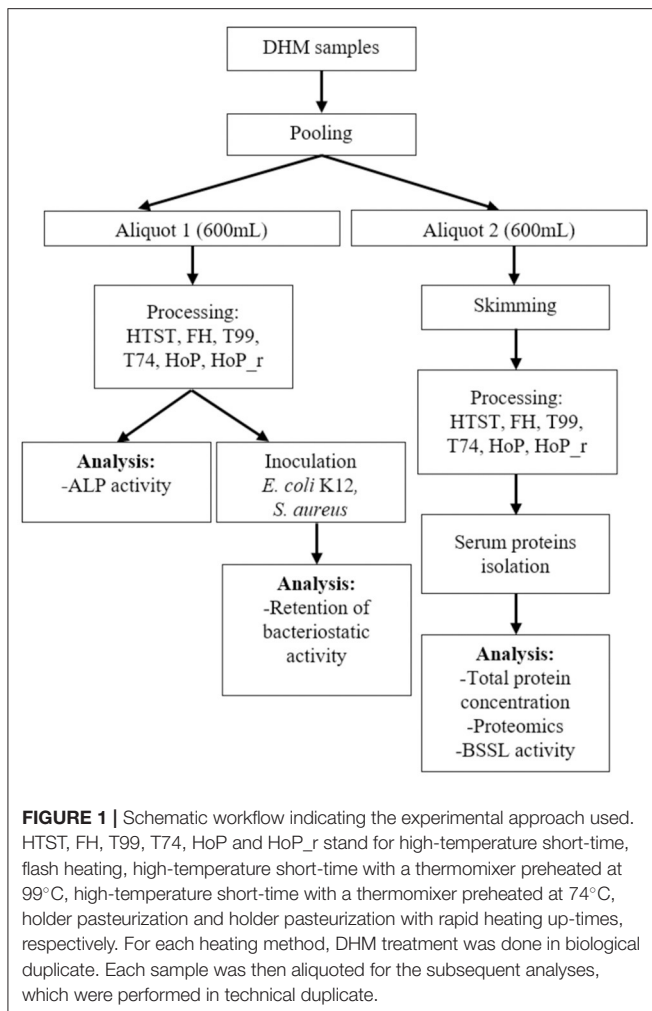 DHM samples
Pooling
Aliquot 1 (600mL)
Aliquot 2 (600mL)
Processing:
HTST, FH, T99,
T74, HoP, HoP_r
Skimming
Analysis:
-ALP activity
Inoculation
E. coli K12,
S. aureus
Processing:
HTST, FH, T99,
T74, HoP, HoP_r
Analysis:
-Retention of
bacteriostatic
activity
Serum proteins
isolation
Analysis:
-Total protein
concentration
-Proteomics
-BSSL activity
FIGURE 1 | Schematic workflow indicating the experimental approach used.
HTST, FH, T99, T74, HoP and HoP_r stand for high-temperature short-time,
flash heating, high-temperature short-time with a thermomixer preheated at
99°C, high-temperature short-time with a thermomixer preheated at 74°C,
holder pasteurization and holder pasteurization with rapid heating up-times,
respectively. For each heating method, DHM treatment was done in biological
duplicate. Each sample was then aliquoted for the subsequent analyses,
which were performed in technical duplicate.